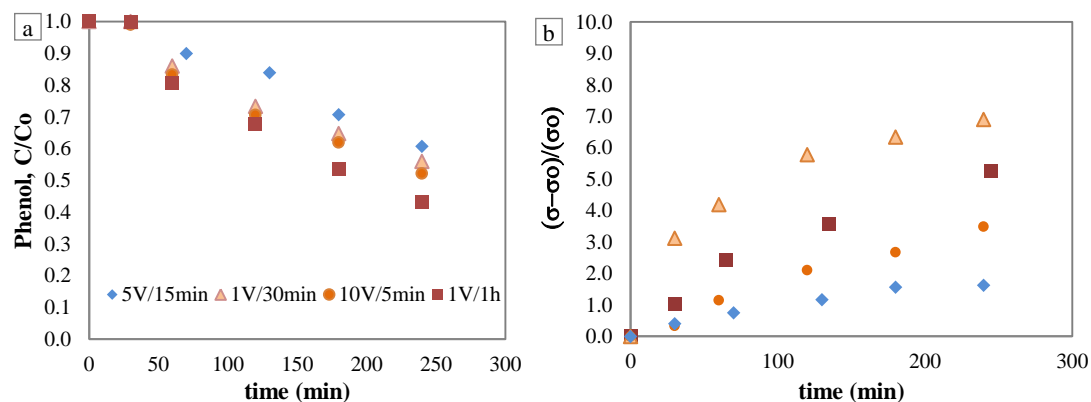 a
Phenol, C/Co
1.0
0.9
0.8
0.7
0.6
0.5
0.4
0.3
0.2
0.1
0.0
5V/15min 1V/30min 10V/5min 1V/1h
0 100 200 300
time (min)
b
(σ–σo)/(σo)
10.0
9.0
8.0
7.0
6.0
5.0
4.0
3.0
2.0
1.0
0.0
0 100 200 300
time (min)